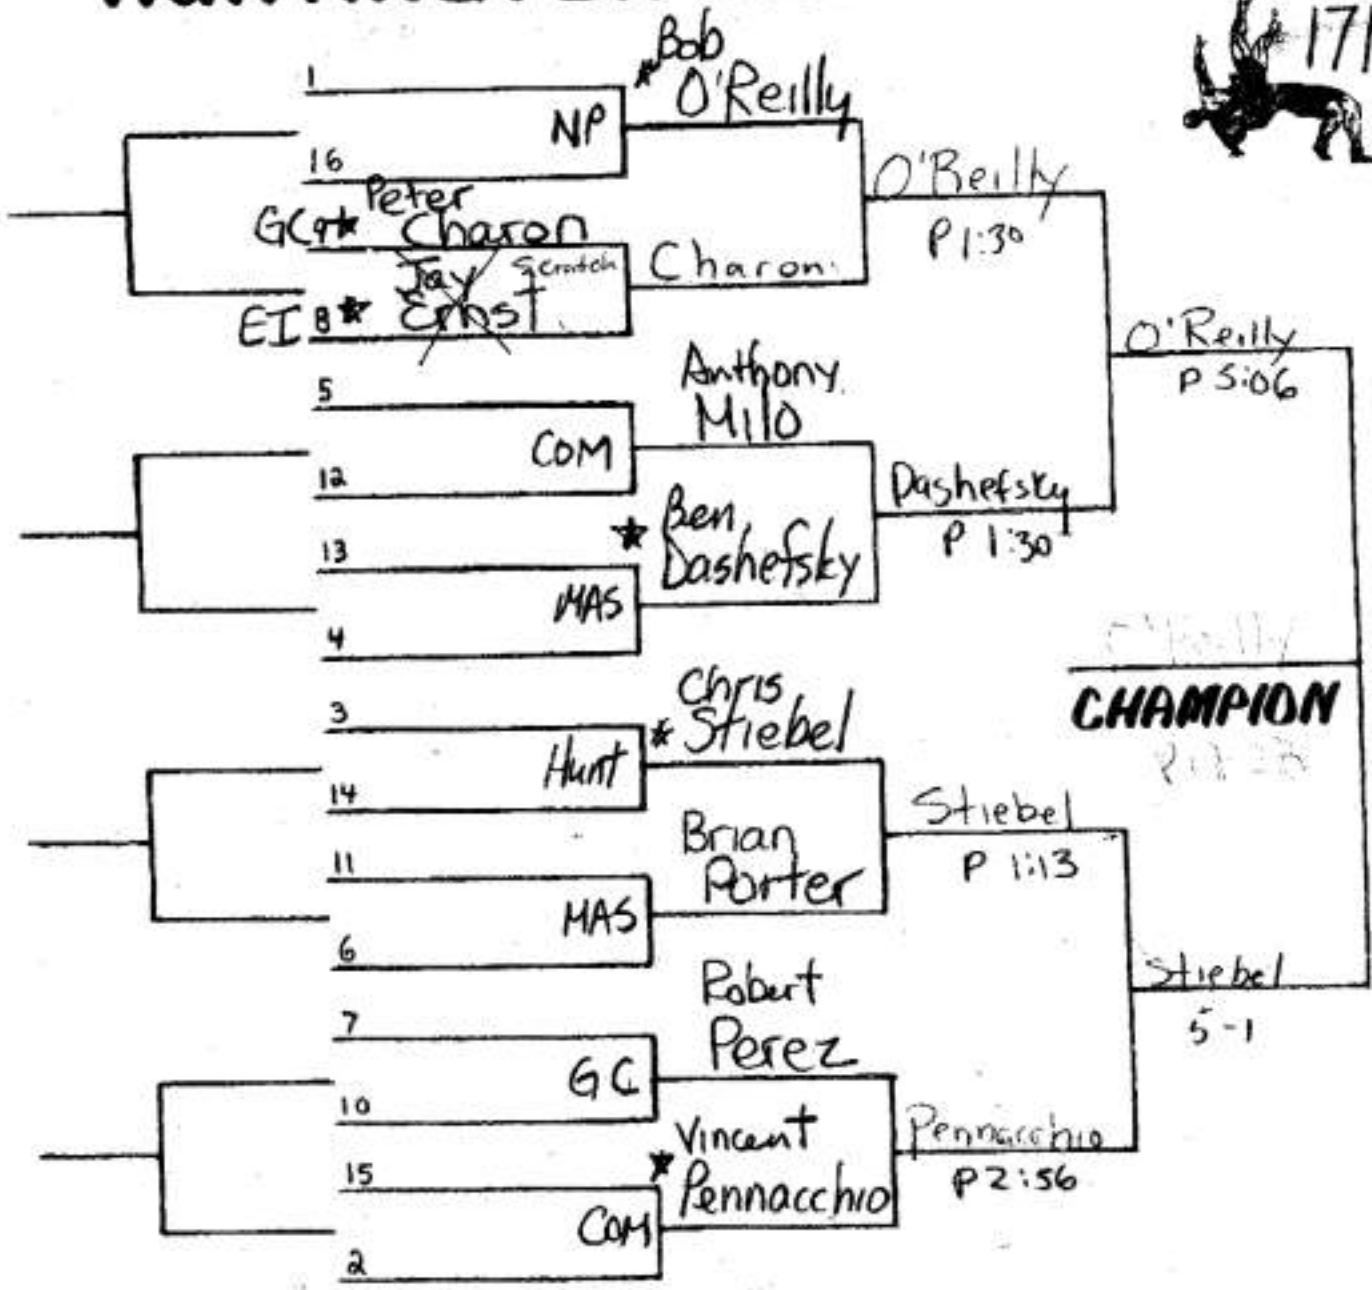 171
1
Bob
O'Reilly
NP
16
Peter
GC 9 Charon
Jay Scratch
EI 8 Ernst
Charon
O'Reilly
P 1:30
5
Anthony
Milo
COM
12
13
Ben
Dashefsky
MAS
4
Dashefsky
P 1:30
O'Reilly
P 5:06
3
Chris
Stiebel
Hunt
14
11
Brian
Porter
MAS
6
Stiebel
P 1:13
7
Robert
Perez
GC
10
15
Vincent
Pennacchio
COM
2
Pennacchio
P 2:56
Stiebel
5-1
O'Reilly
CHAMPION